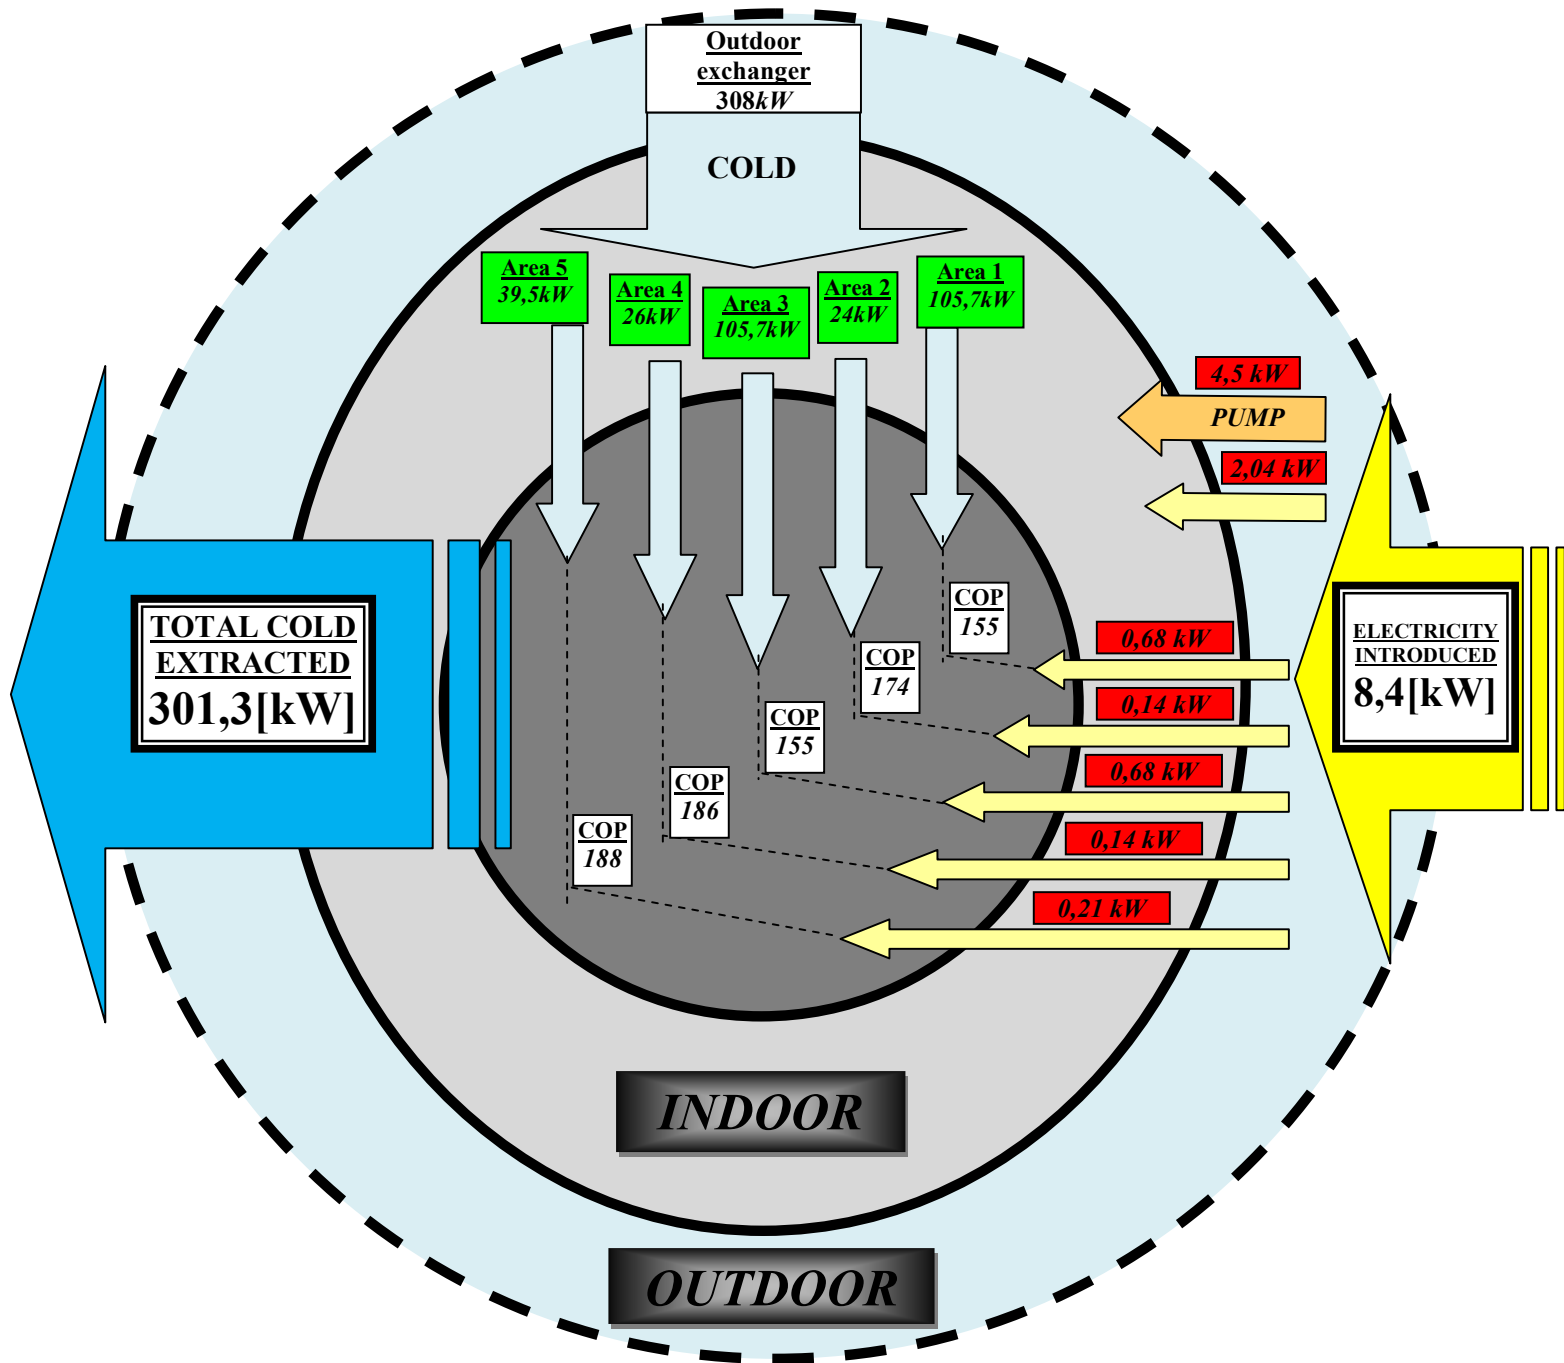 Outdoor
exchanger
308kW
COLD
Area 5
39,5kW
Area 4
26kW
Area 3
105,7kW
Area 2
24kW
Area 1
105,7kW
4,5 kW
PUMP
2,04 kW
TOTAL COLD
EXTRACTED
301,3[kW]
ELECTRICITY
INTRODUCED
8,4[kW]
COP
155
0,68 kW
COP
174
0,14 kW
COP
155
0,68 kW
COP
186
0,14 kW
COP
188
0,21 kW
INDOOR
OUTDOOR